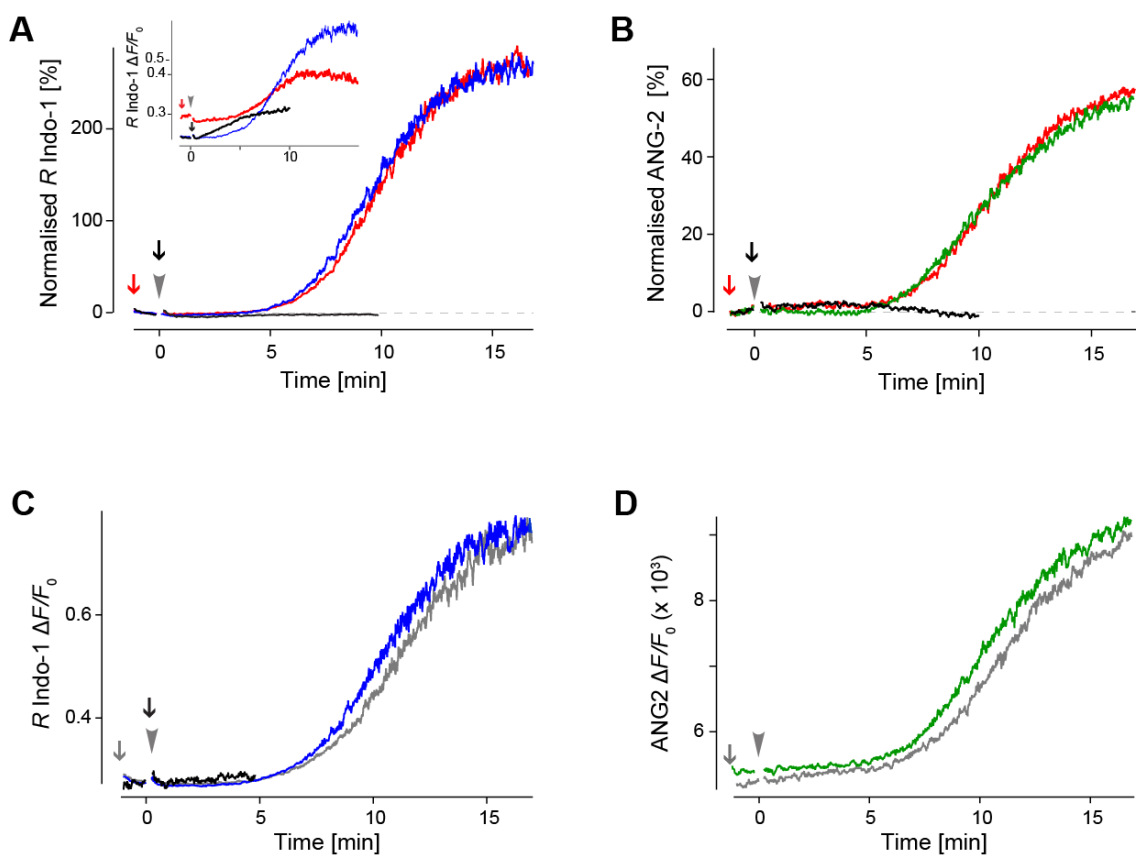 A
R Indo-1 ΔF/F0
0.5
0.4
0.3
0
10
Normalised R Indo-1 [%]
200
100
0
0
5
10
15
Time [min]
B
Normalised ANG-2 [%]
60
40
20
0
0
5
10
15
Time [min]
C
R Indo-1 ΔF/F0
0.6
0.4
0
5
10
15
Time [min]
D
ANG2 ΔF/F0 (x 10³)
8
6
0
5
10
15
Time [min]